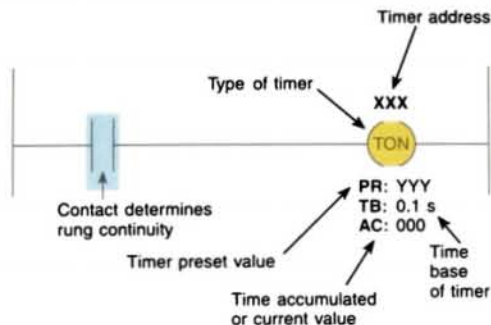 Timer address
Type of timer
XXX
TON
PR: YYY
TB: 0.1 s
AC: 000
Contact determines
rung continuity
Timer preset value
Time
base
of timer
Time accumulated
or current value